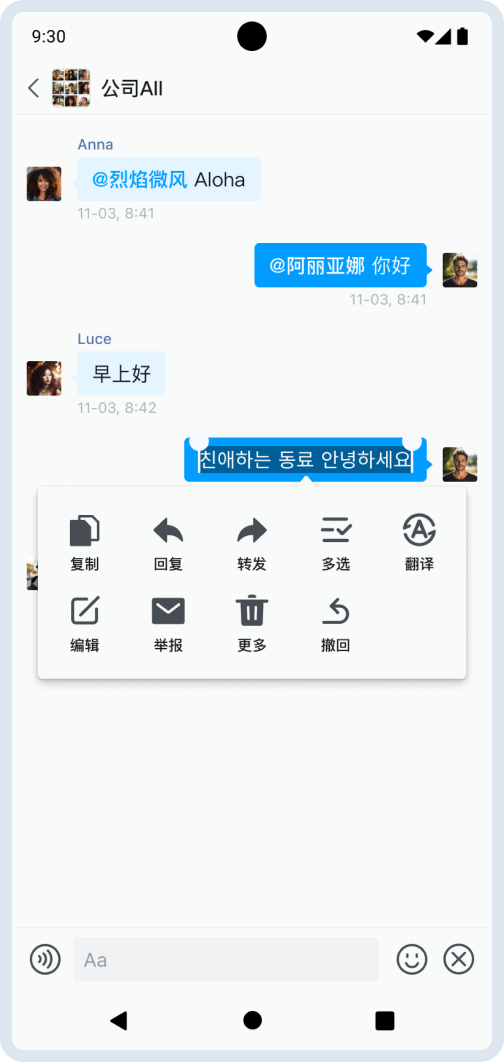 9:30
公司All
Anna
@烈焰微风 Aloha
11-03, 8:41
@阿丽亚娜 你好
11-03, 8:41
Luce
早上好
11-03, 8:42
친애하는 동료 안녕하세요
复制 回复 转发 多选 翻译
编辑 举报 更多 撤回
Aa